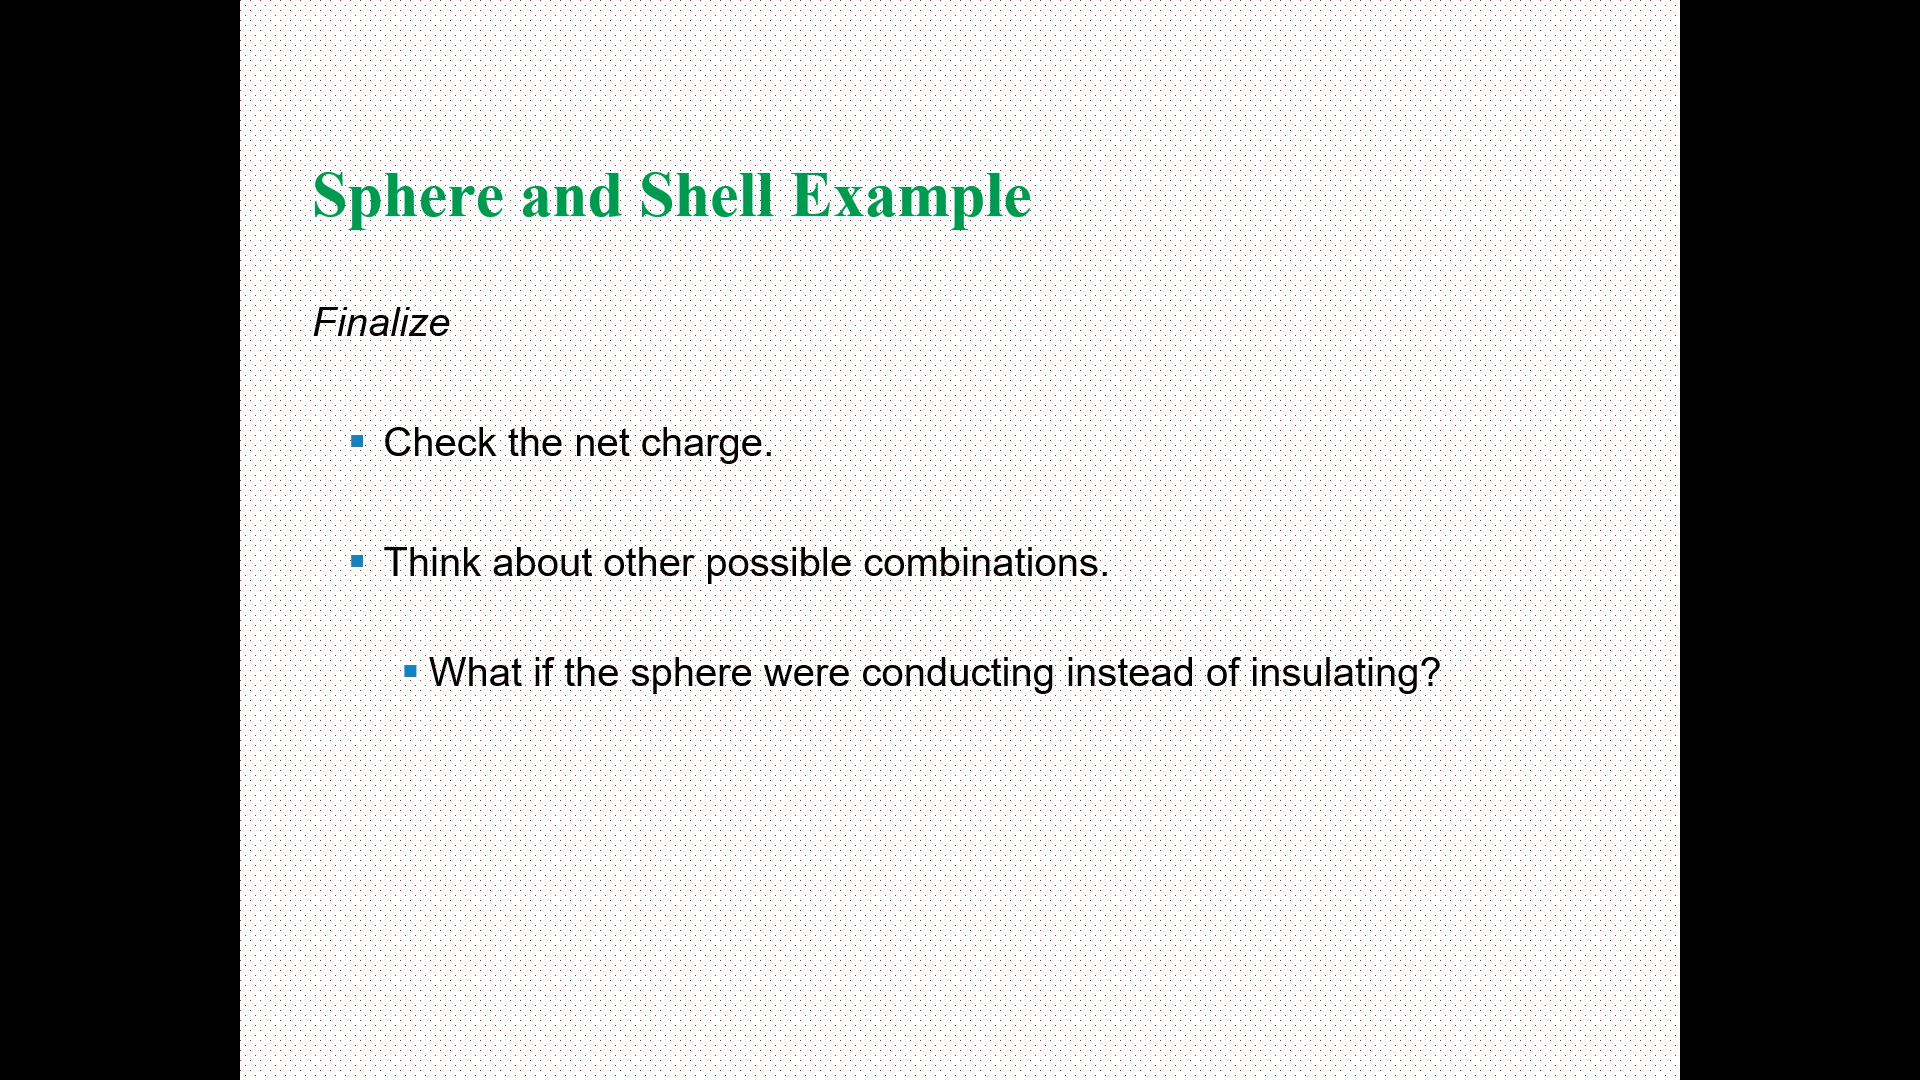 Sphere and Shell Example
Finalize
Check the net charge.
Think about other possible combinations.
What if the sphere were conducting instead of insulating?